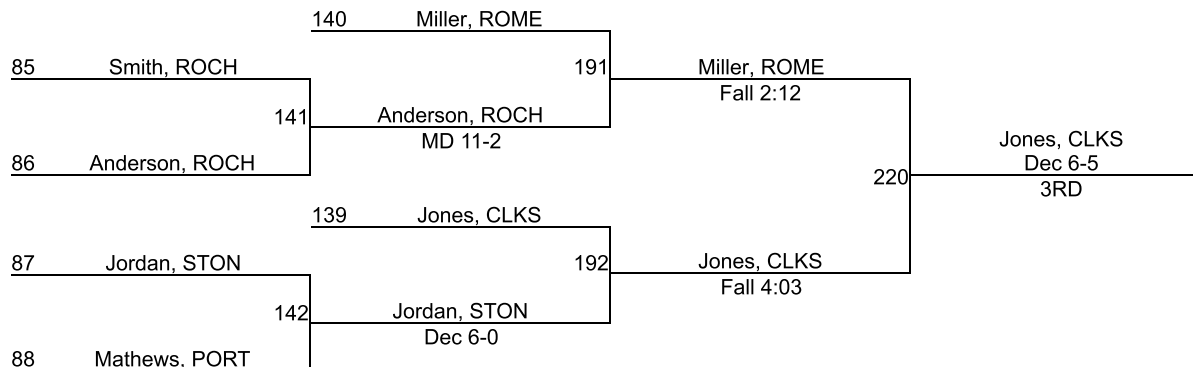 140 Miller, ROME
85 Smith, ROCH
191 Miller, ROME
Fall 2:12
141 Anderson, ROCH
MD 11-2
86 Anderson, ROCH
Jones, CLKS
Dec 6-5
220
3RD
139 Jones, CLKS
87 Jordan, STON
192 Jones, CLKS
Fall 4:03
142 Jordan, STON
Dec 6-0
88 Mathews, PORT